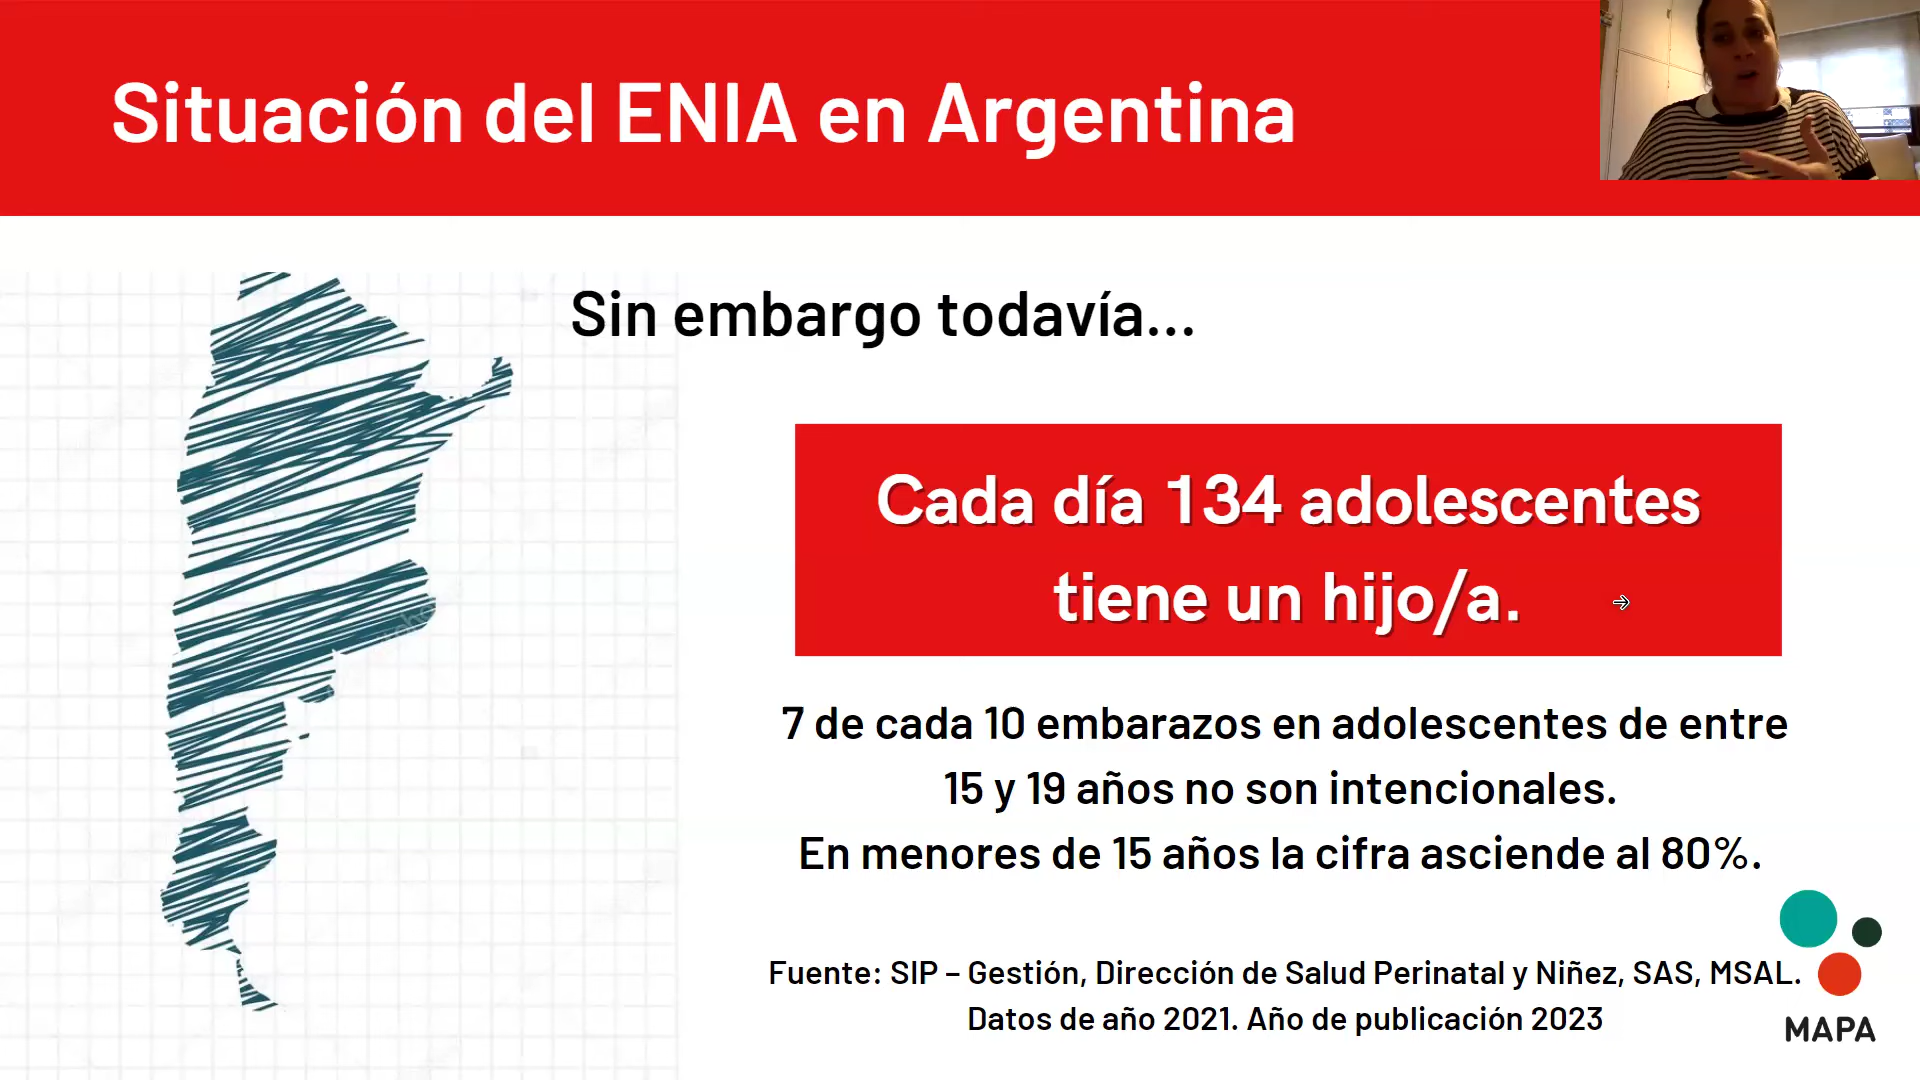 Situación del ENIA en Argentina
Sin embargo todavía...
Cada día 134 adolescentes
tiene un hijo/a.
7 de cada 10 embarazos en adolescentes de entre
15 y 19 años no son intencionales.
En menores de 15 años la cifra asciende al 80%.
Fuente: SIP – Gestión, Dirección de Salud Perinatal y Niñez, SAS, MSAL.
Datos de año 2021. Año de publicación 2023
MAPA